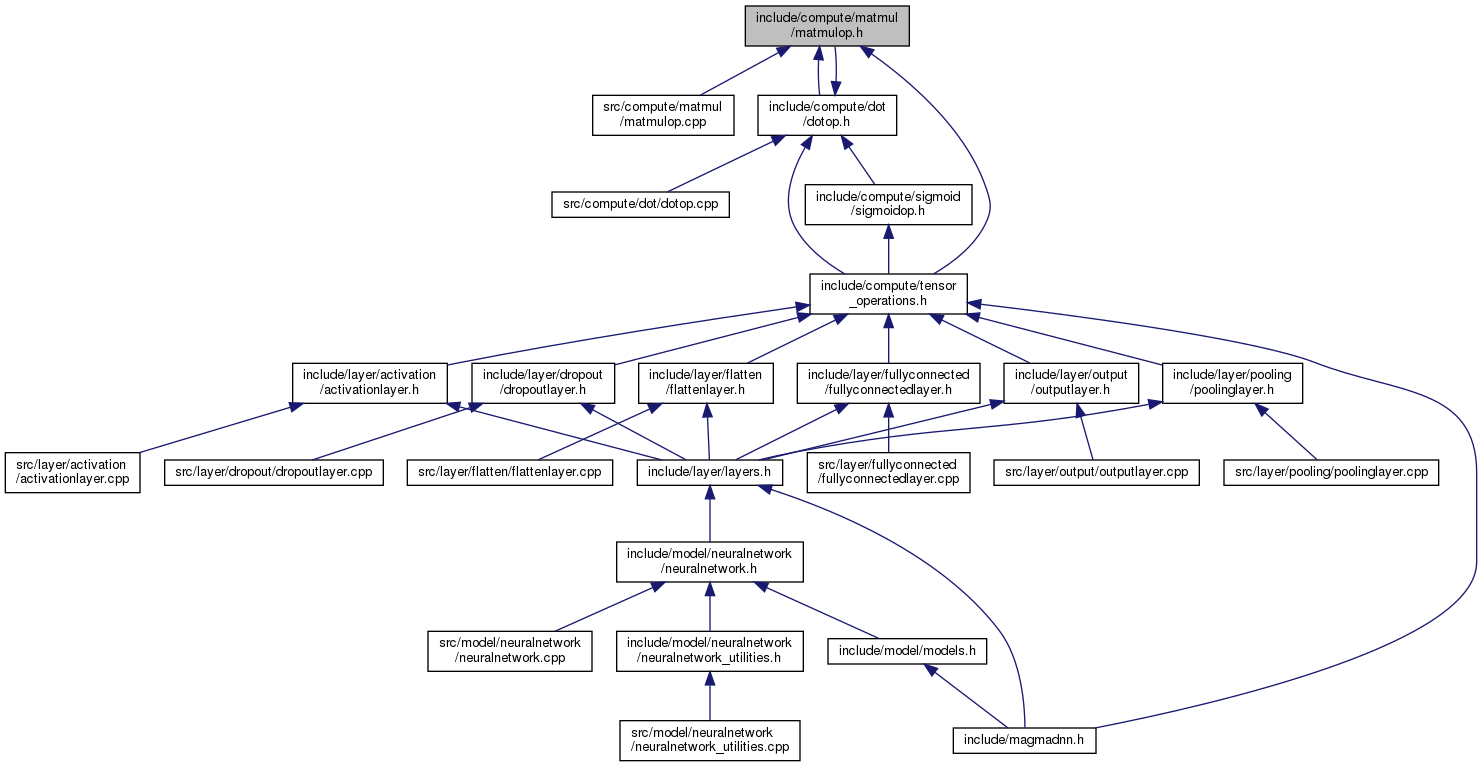 include/compute/matmul
/matmulop.h
src/compute/matmul
/matmulop.cpp
include/compute/dot
/dotop.h
src/compute/dot/dotop.cpp
include/compute/sigmoid
/sigmoidop.h
include/compute/tensor
_operations.h
include/layer/activation
/activationlayer.h
include/layer/dropout
/dropoutlayer.h
include/layer/flatten
/flattenlayer.h
include/layer/fullyconnected
/fullyconnectedlayer.h
include/layer/output
/outputlayer.h
include/layer/pooling
/poolinglayer.h
src/layer/activation
/activationlayer.cpp
src/layer/dropout/dropoutlayer.cpp
src/layer/flatten/flattenlayer.cpp
include/layer/layers.h
src/layer/fullyconnected
/fullyconnectedlayer.cpp
src/layer/output/outputlayer.cpp
src/layer/pooling/poolinglayer.cpp
include/model/neuralnetwork
/neuralnetwork.h
src/model/neuralnetwork
/neuralnetwork.cpp
include/model/neuralnetwork
/neuralnetwork_utilities.h
include/model/models.h
src/model/neuralnetwork
/neuralnetwork_utilities.cpp
include/magmadnn.h